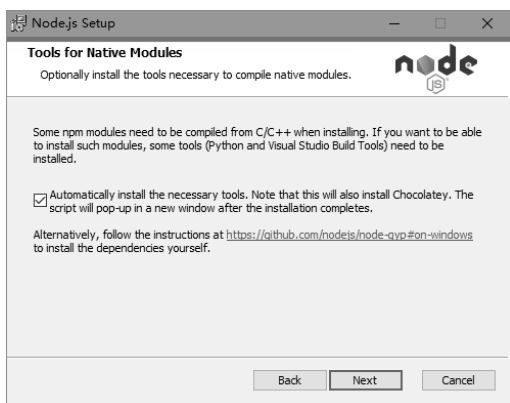 Node.js Setup
Tools for Native Modules
Optionally install the tools necessary to compile native modules.
node
JS
Some npm modules need to be compiled from C/C++ when installing. If you want to be able
to install such modules, some tools (Python and Visual Studio Build Tools) need to be
installed.
Automatically install the necessary tools. Note that this will also install Chocolatey. The
script will pop-up in a new window after the installation completes.
Alternatively, follow the instructions at https://github.com/nodejs/node-gyp#on-windows
to install the dependencies yourself.
Back Next Cancel